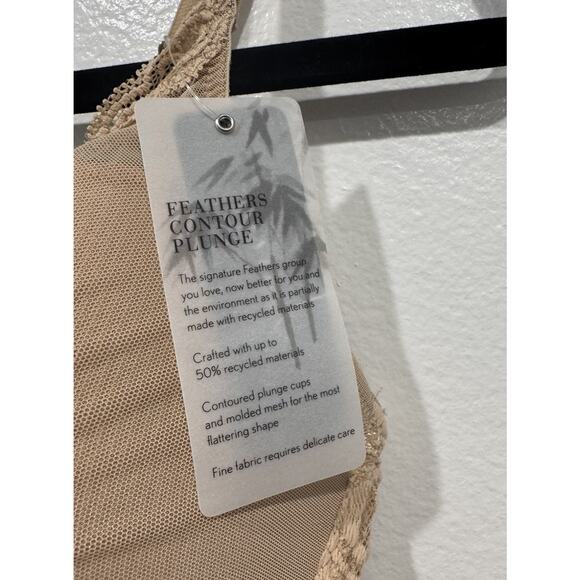 FEATHERS
CONTOUR
PLUNGE
The signature Feathers group
you love, now better for you and
the environment as it is partially
made with recycled materials
Crafted with up to
50% recycled materials
Contoured plunge cups
and molded mesh for the most
flattering shape
Fine fabric requires delicate care